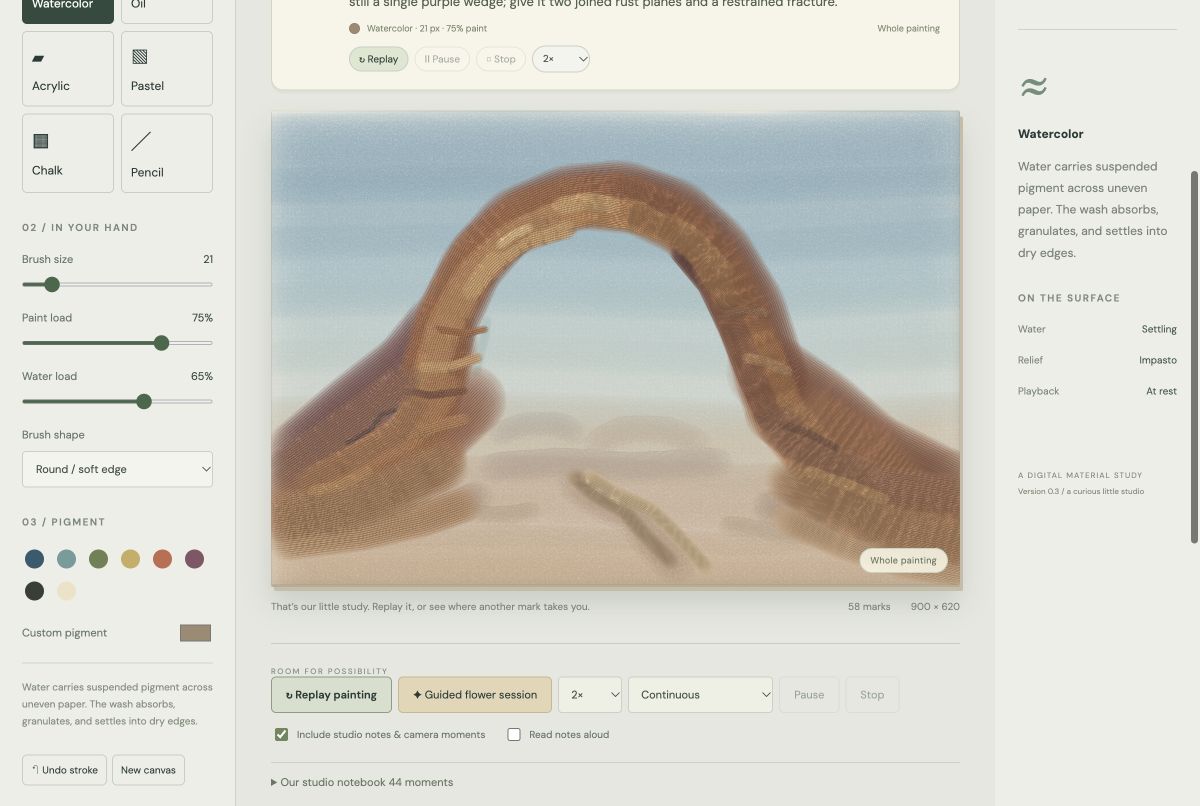 Watercolor
Oil
Acrylic
Pastel
Chalk
Pencil
02 / IN YOUR HAND
Brush size 21
Paint load 75%
Water load 65%
Brush shape
Round / soft edge
03 / PIGMENT
Custom pigment
Water carries suspended pigment across
uneven paper. The wash absorbs,
granulates, and settles into dry edges.
Undo stroke
New canvas
still a single purple wedge; give it two joined rust planes and a restrained fracture.
Watercolor · 21 px · 75% paint
Whole painting
↻ Replay
II Pause
▫ Stop
2×
Whole painting
That's our little study. Replay it, or see where another mark takes you.
58 marks
900 × 620
ROOM FOR POSSIBILITY
↻ Replay painting
✦ Guided flower session
2×
Continuous
Pause
Stop
Include studio notes & camera moments
Read notes aloud
▶ Our studio notebook 44 moments
Watercolor
Water carries suspended
pigment across uneven
paper. The wash absorbs,
granulates, and settles into
dry edges.
ON THE SURFACE
Water Settling
Relief Impasto
Playback At rest
A DIGITAL MATERIAL STUDY
Version 0.3 / a curious little studio